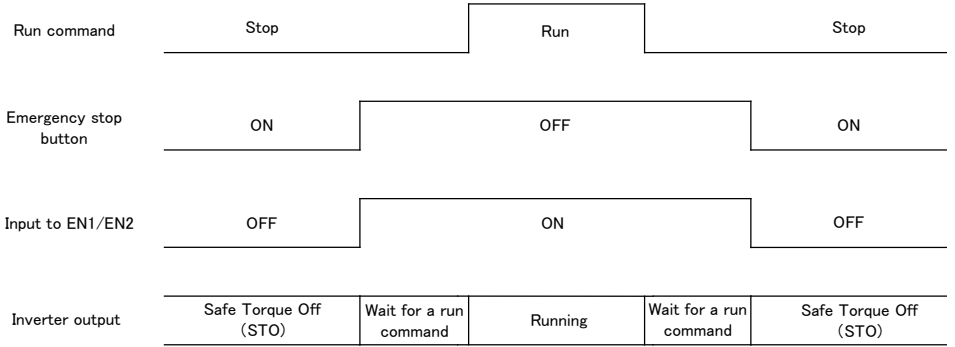 Run command
Stop
Run
Stop
Emergency stop
button
ON
OFF
ON
Input to EN1/EN2
OFF
ON
OFF
Inverter output
Safe Torque Off
(STO)
Wait for a run
command
Running
Wait for a run
command
Safe Torque Off
(STO)